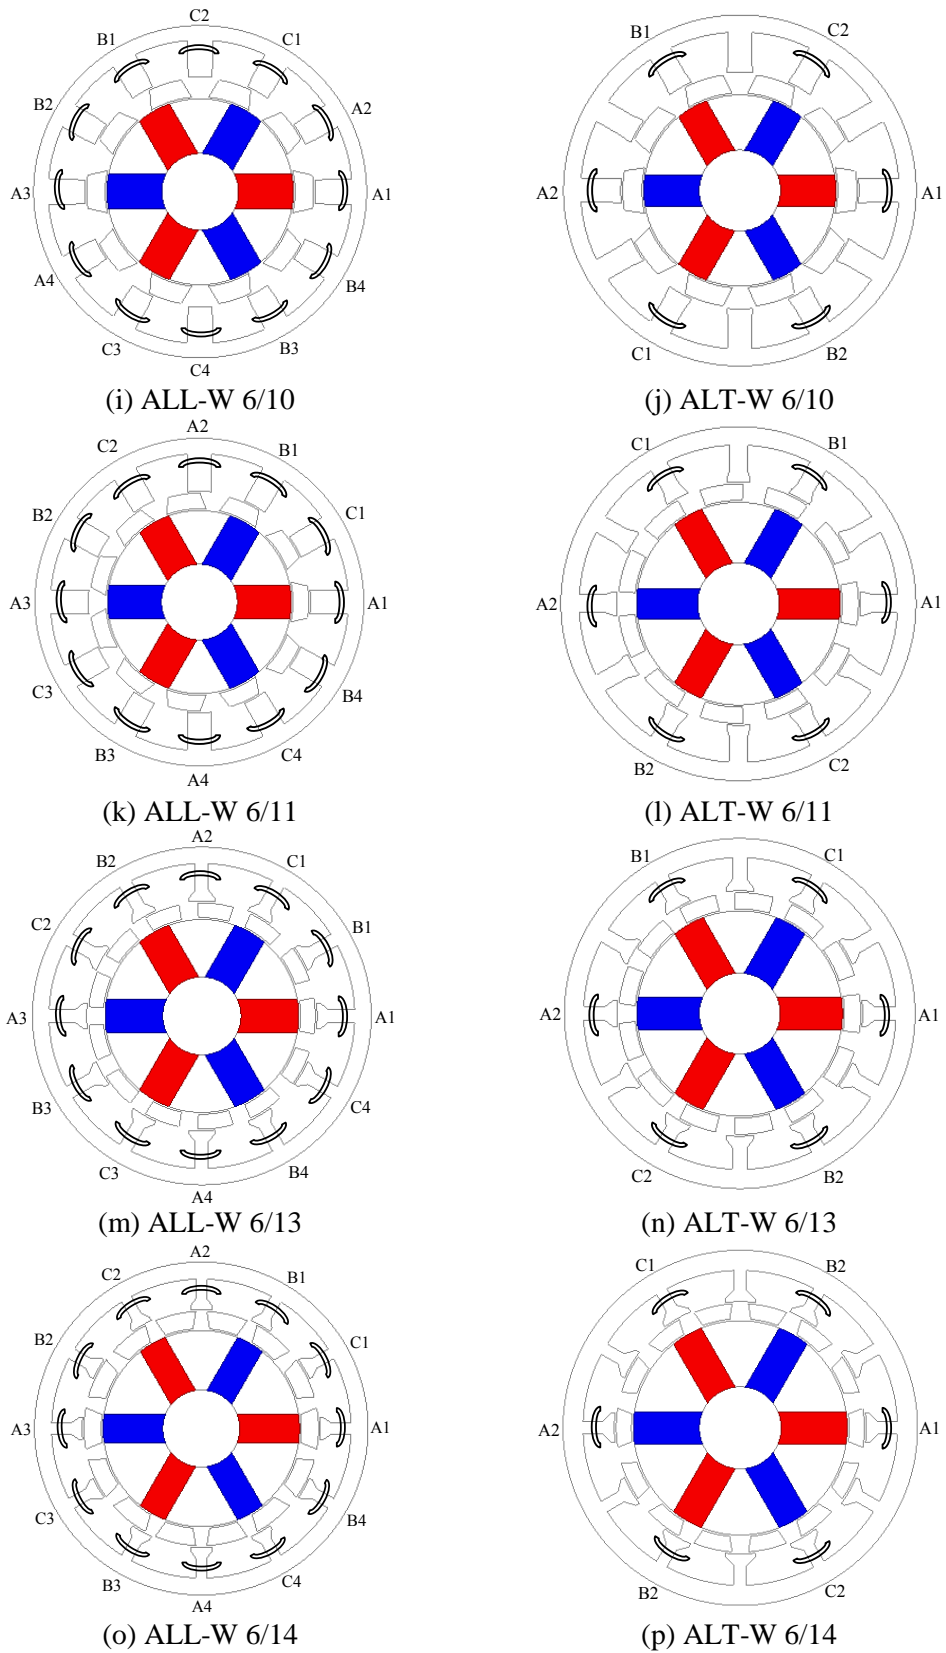 C2
B1 C1
B2 A2
A3 A1
A4 B4
C3 B3
C4
(i) ALL-W 6/10
B1 C2
A2 A1
C1 B2
(j) ALT-W 6/10
A2
C2 B1
B2 C1
A3 A1
C3 B4
B3 C4
A4
(k) ALL-W 6/11
C1 B1
A2 A1
B2 C2
(l) ALT-W 6/11
A2
B2 C1
C2 B1
A3 A1
B3 C4
C3 B4
A4
(m) ALL-W 6/13
B1 C1
A2 A1
C2 B2
(n) ALT-W 6/13
A2
C2 B1
B2 C1
A3 A1
C3 B4
B3 C4
A4
(o) ALL-W 6/14
C1 B2
A2 A1
B2 C2
(p) ALT-W 6/14